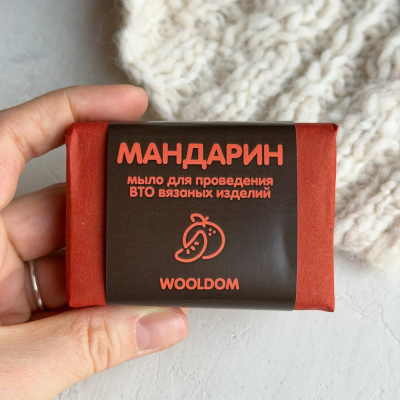 МАНДАРИН
мыло для проведения
ВТО вязаных изделий
WOOLDOM